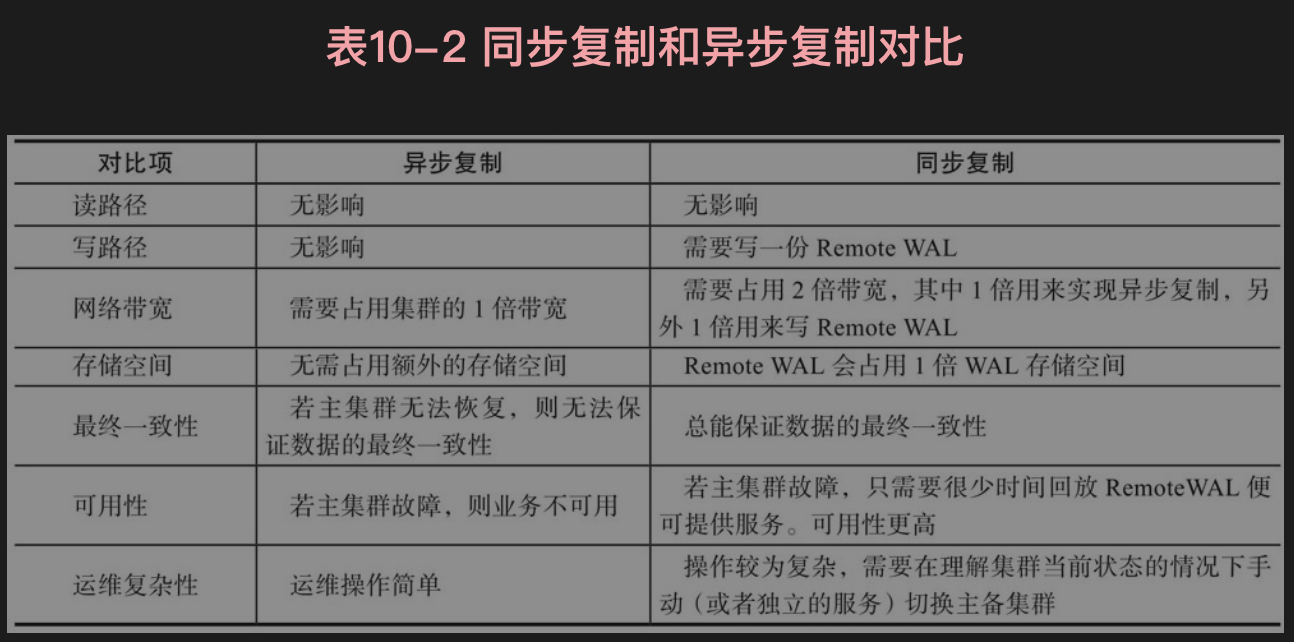 表10-2 同步复制和异步复制对比
对比项 异步复制 同步复制
读路径 无影响 无影响
写路径 无影响 需要写一份 Remote WAL
网络带宽 需要占用集群的 1 倍带宽 需要占用 2 倍带宽，其中 1 倍用来实现异步复制，另
外 1 倍用来写 Remote WAL
存储空间 无需占用额外的存储空间 Remote WAL 会占用 1 倍 WAL 存储空间
最终一致性 若主集群无法恢复，则无法保
证数据的最终一致性 总能保证数据的最终一致性
可用性 若主集群故障，则业务不可用 若主集群故障，只需要很少时间回放 RemoteWAL 便
可提供服务。可用性更高
运维复杂性 运维操作简单 操作较为复杂，需要在理解集群当前状态的情况下手
动（或者独立的服务）切换主备集群